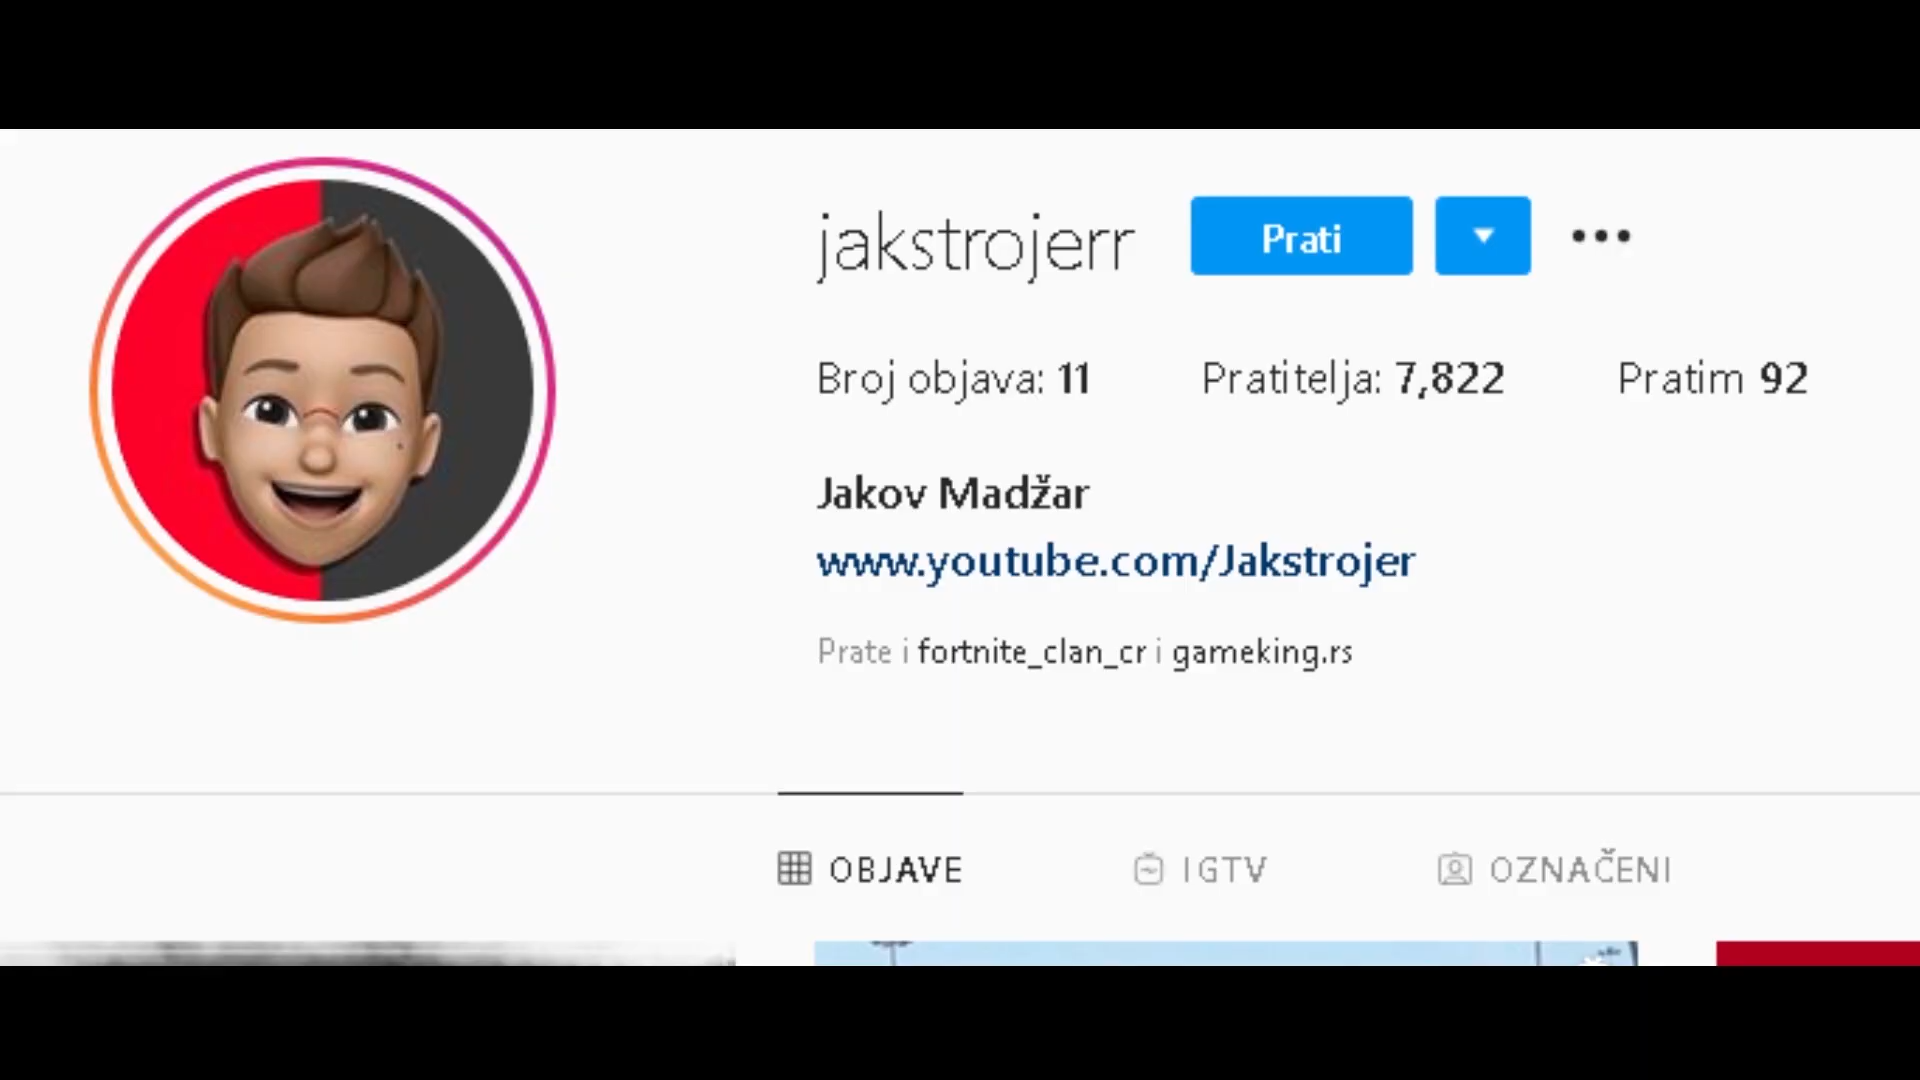 jakstrojerr Prati
Broj objava: 11 Pratitelja: 7,822 Pratim 92
Jakov Madžar
www.youtube.com/Jakstrojer
Prate i fortnite_clan_cr i gameking.rs
OBJAVE IGTV OZNAČENI